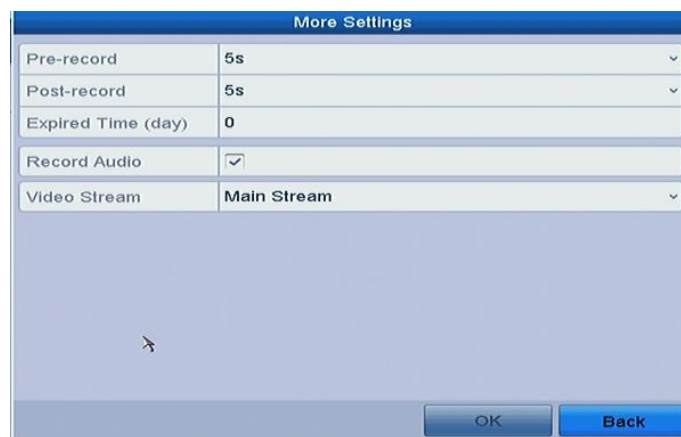 More Settings
Pre-record 5s
Post-record 5s
Expired Time (day) 0
Record Audio
Video Stream Main Stream
OK Back